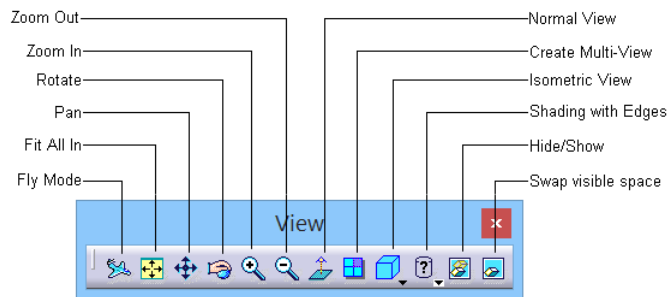 Zoom Out
Normal View
Zoom In
Create Multi-View
Rotate
Isometric View
Pan
Shading with Edges
Fit All In
Hide/Show
Fly Mode
Swap visible space
View
x
?